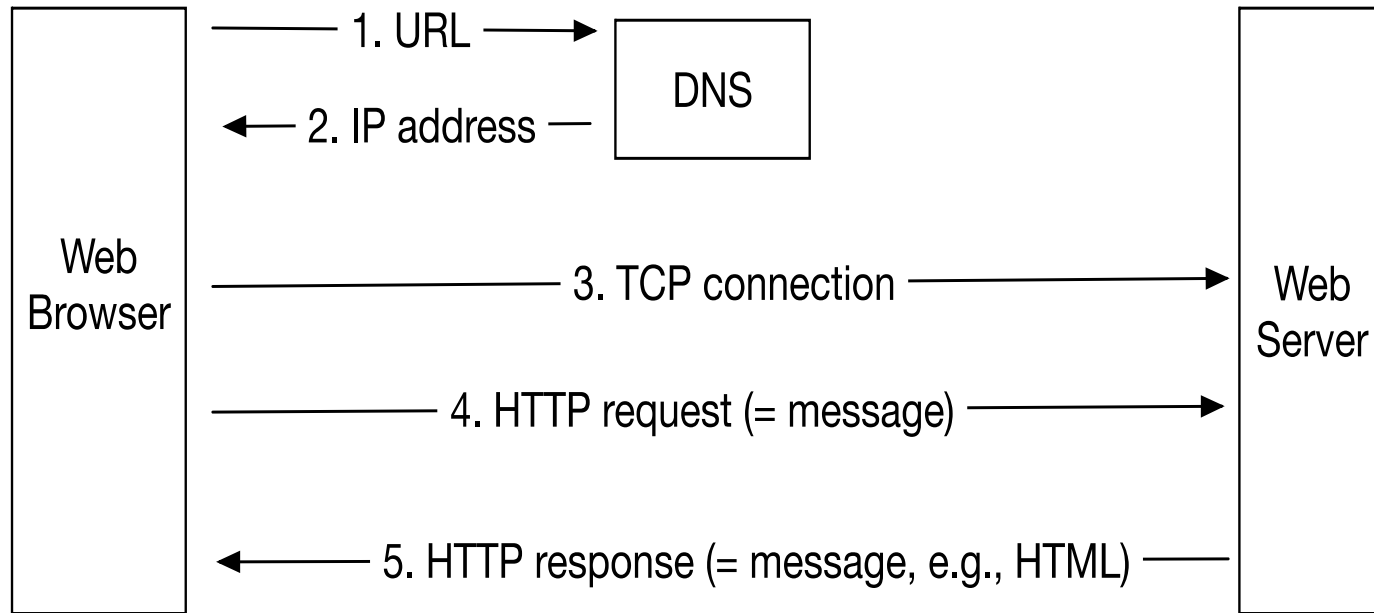 1. URL
DNS
2. IP address
Web
Browser
3. TCP connection
Web
Server
4. HTTP request (= message)
5. HTTP response (= message, e.g., HTML)